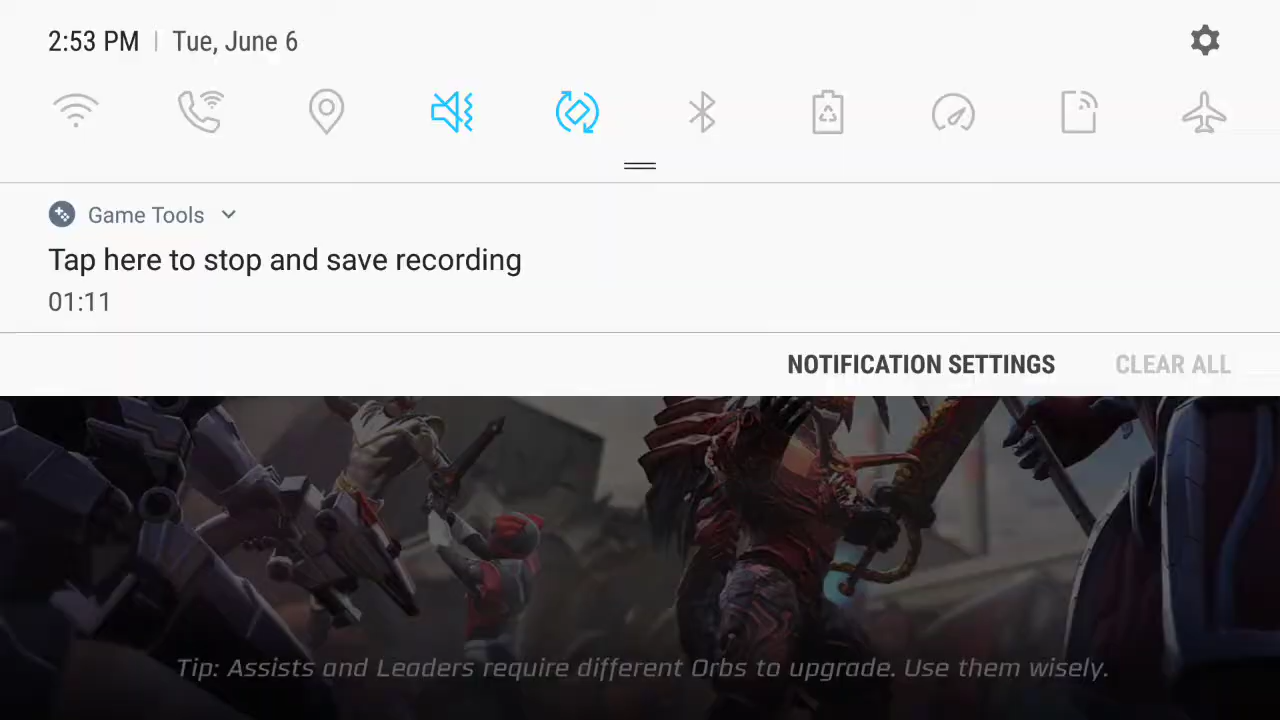 2:53 PM | Tue, June 6
Game Tools
Tap here to stop and save recording
01:11
NOTIFICATION SETTINGS CLEAR ALL
Tip: Assists and Leaders require different Orbs to upgrade. Use them wisely.